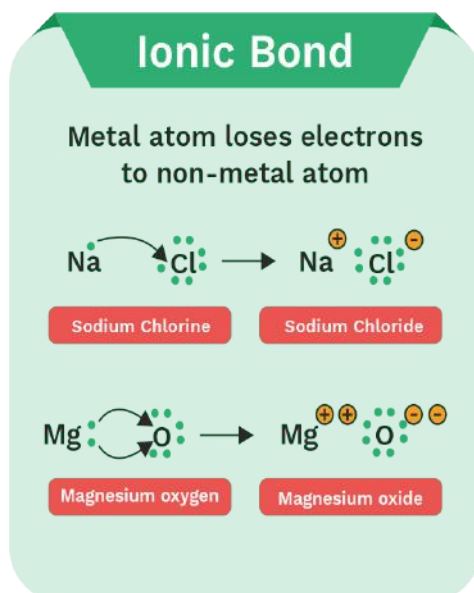 Ionic Bond
Metal atom loses electrons
to non-metal atom
Na Cl Na + Cl -
Sodium Chlorine Sodium Chloride
Mg O Mg + + O - -
Magnesium oxygen Magnesium oxide